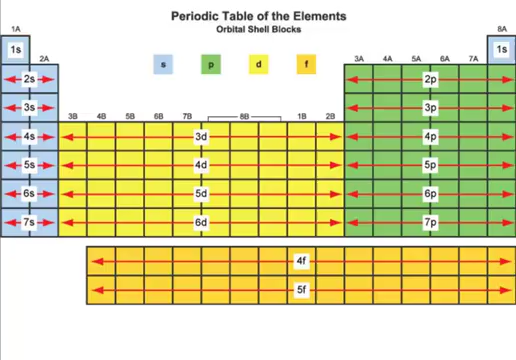 Periodic Table of the Elements
Orbital Shell Blocks
1A 8A
1s 1s
s p d f
2A 3A 4A 5A 6A 7A
2s 2p
3s 3p
3B 4B 5B 6B 7B 8B 1B 2B
4s 3d 4p
5s 4d 5p
6s 5d 6p
7s 6d 7p
4f
5f